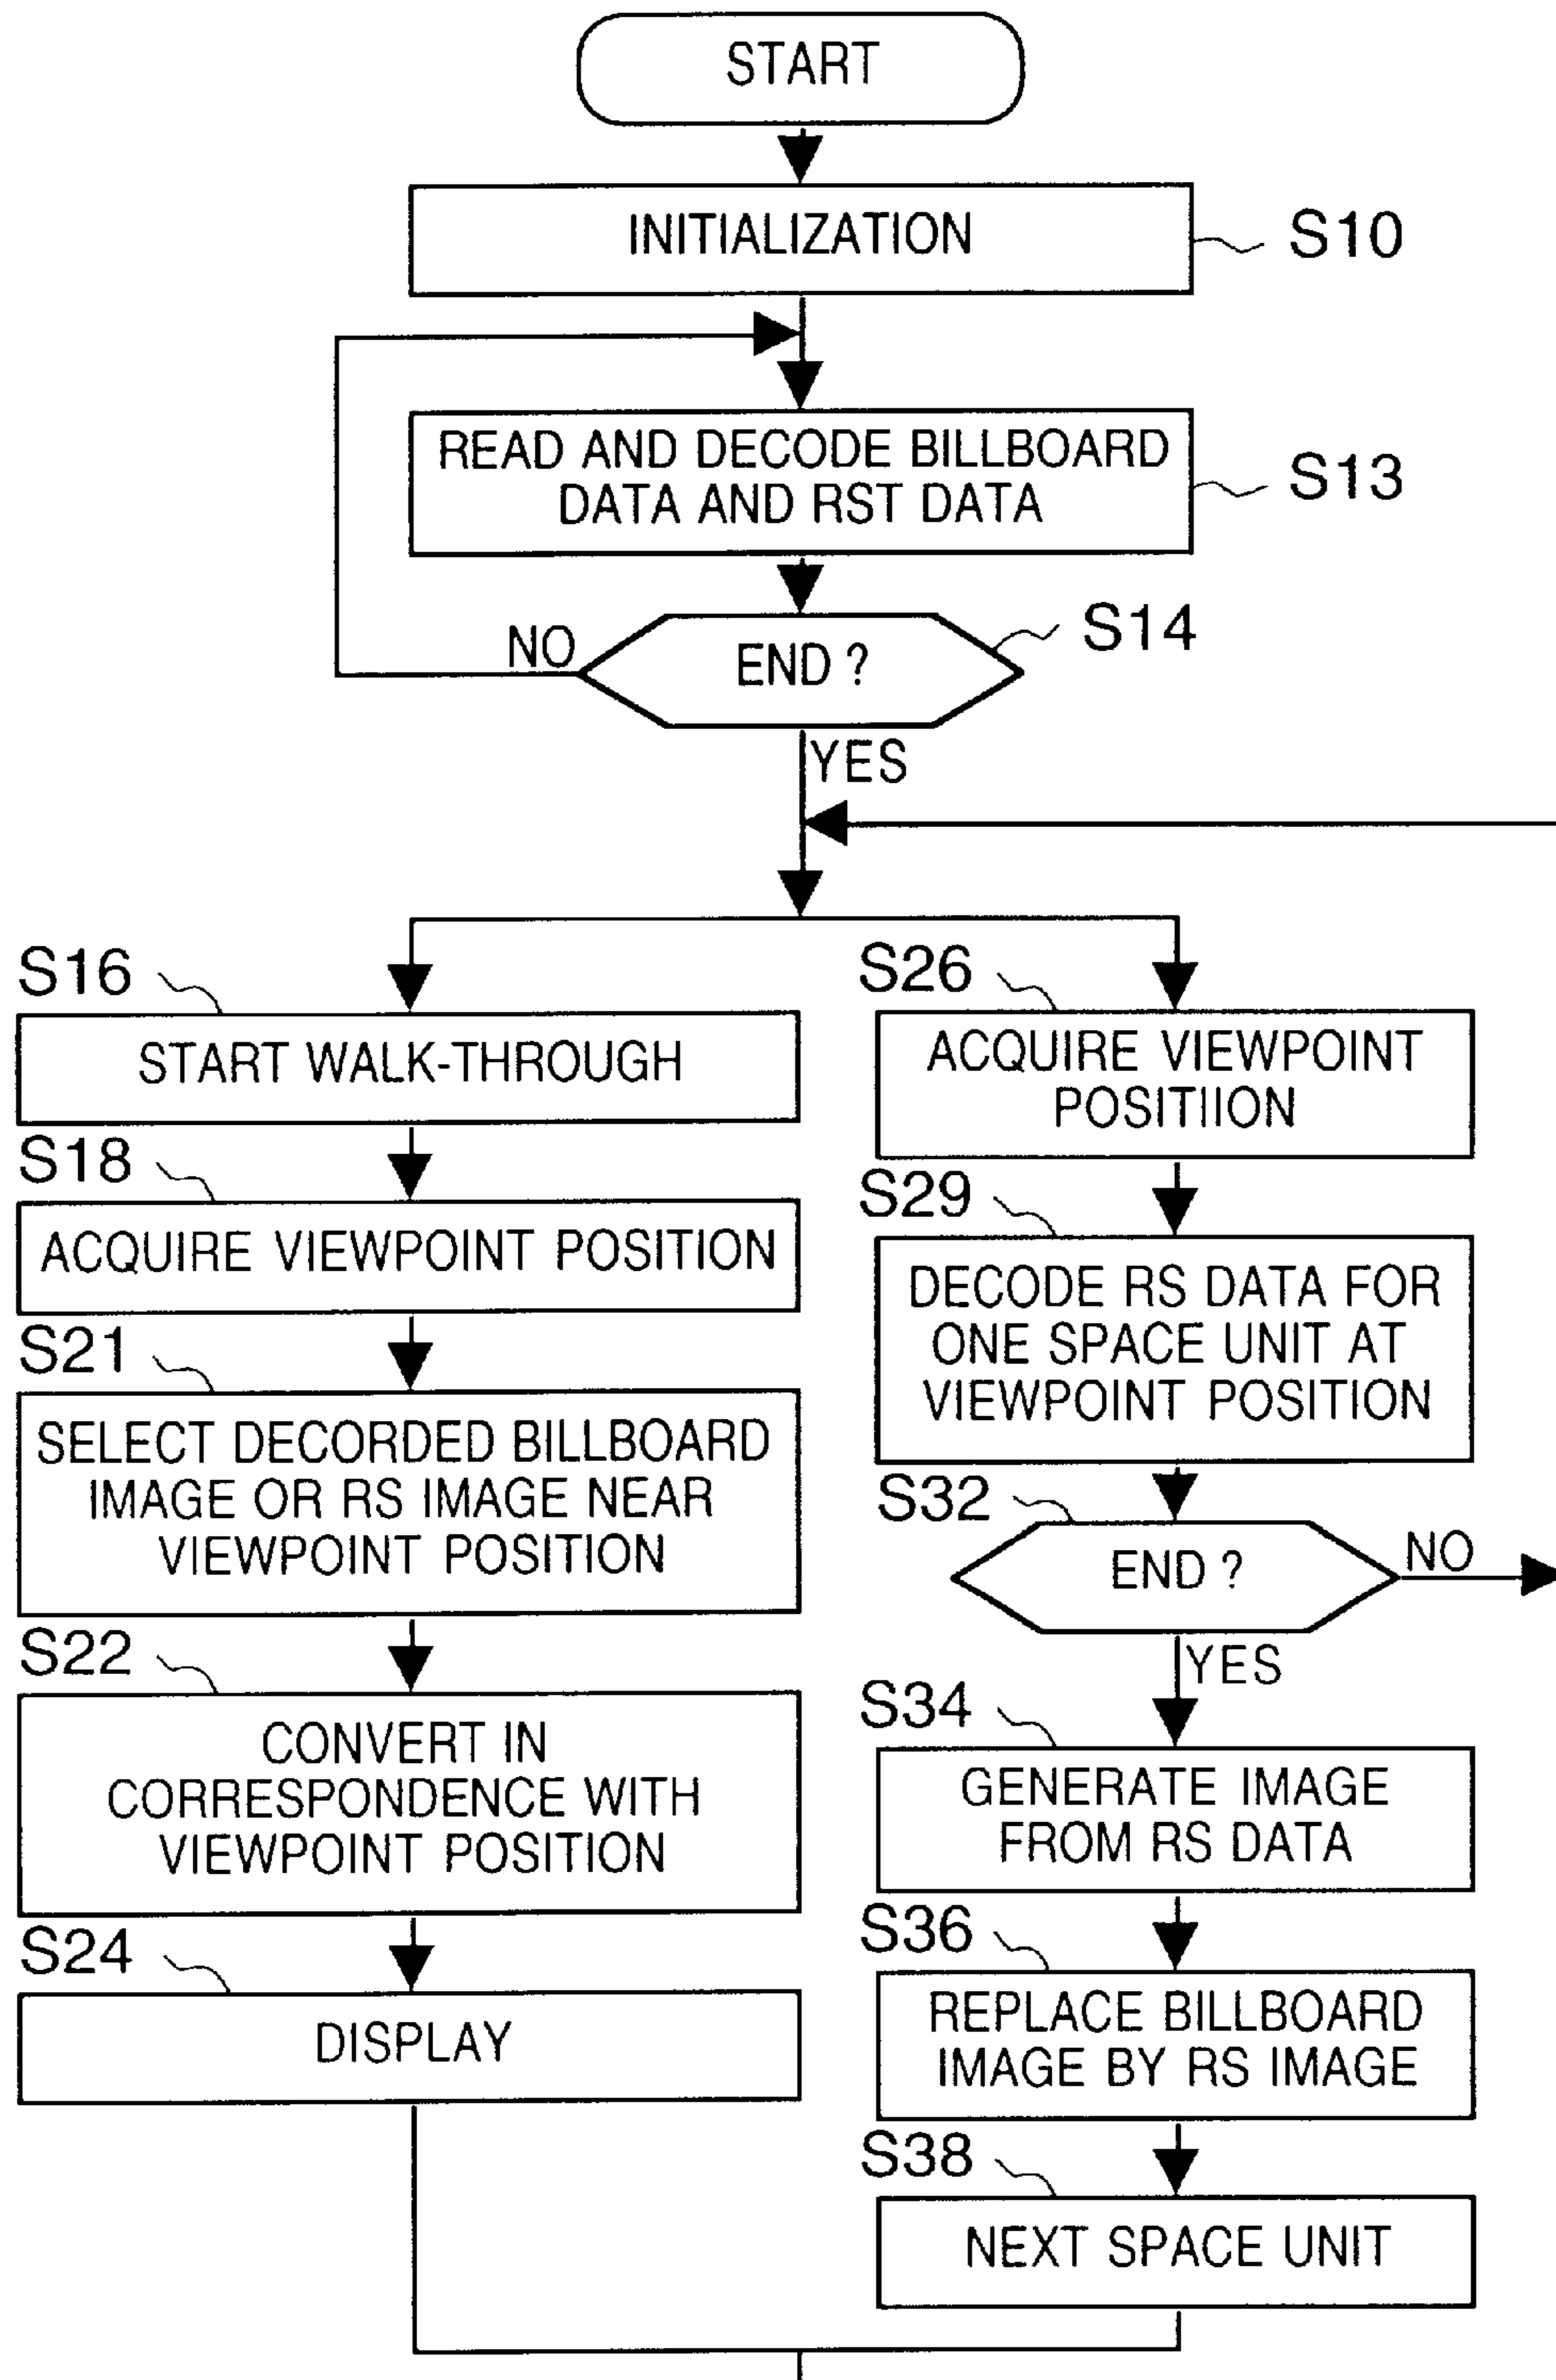 START
INITIALIZATION
S10
READ AND DECODE BILLBOARD
DATA AND RST DATA
S13
END ?
S14
NO
YES
S16
START WALK-THROUGH
S18
ACQUIRE VIEWPOINT POSITION
S21
SELECT DECORDED BILLBOARD
IMAGE OR RS IMAGE NEAR
VIEWPOINT POSITION
S22
CONVERT IN
CORRESPONDENCE WITH
VIEWPOINT POSITION
S24
DISPLAY
S26
ACQUIRE VIEWPOINT
POSITIION
S29
DECODE RS DATA FOR
ONE SPACE UNIT AT
VIEWPOINT POSITION
S32
END ?
NO
YES
S34
GENERATE IMAGE
FROM RS DATA
S36
REPLACE BILLBOARD
IMAGE BY RS IMAGE
S38
NEXT SPACE UNIT